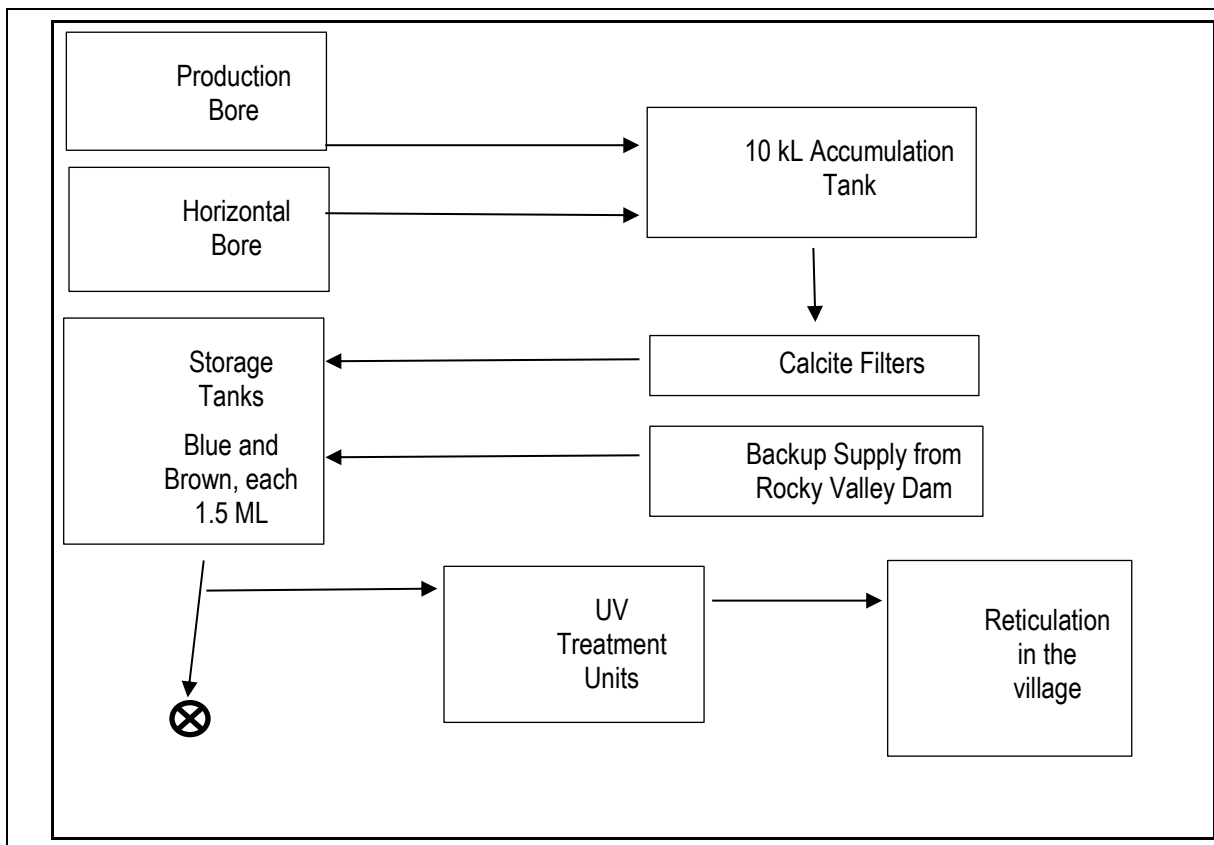 Production
Bore
10 kL Accumulation
Tank
Horizontal
Bore
Storage
Tanks
Blue and
Brown, each
1.5 ML
Calcite Filters
Backup Supply from
Rocky Valley Dam
UV
Treatment
Units
Reticulation
in the
village